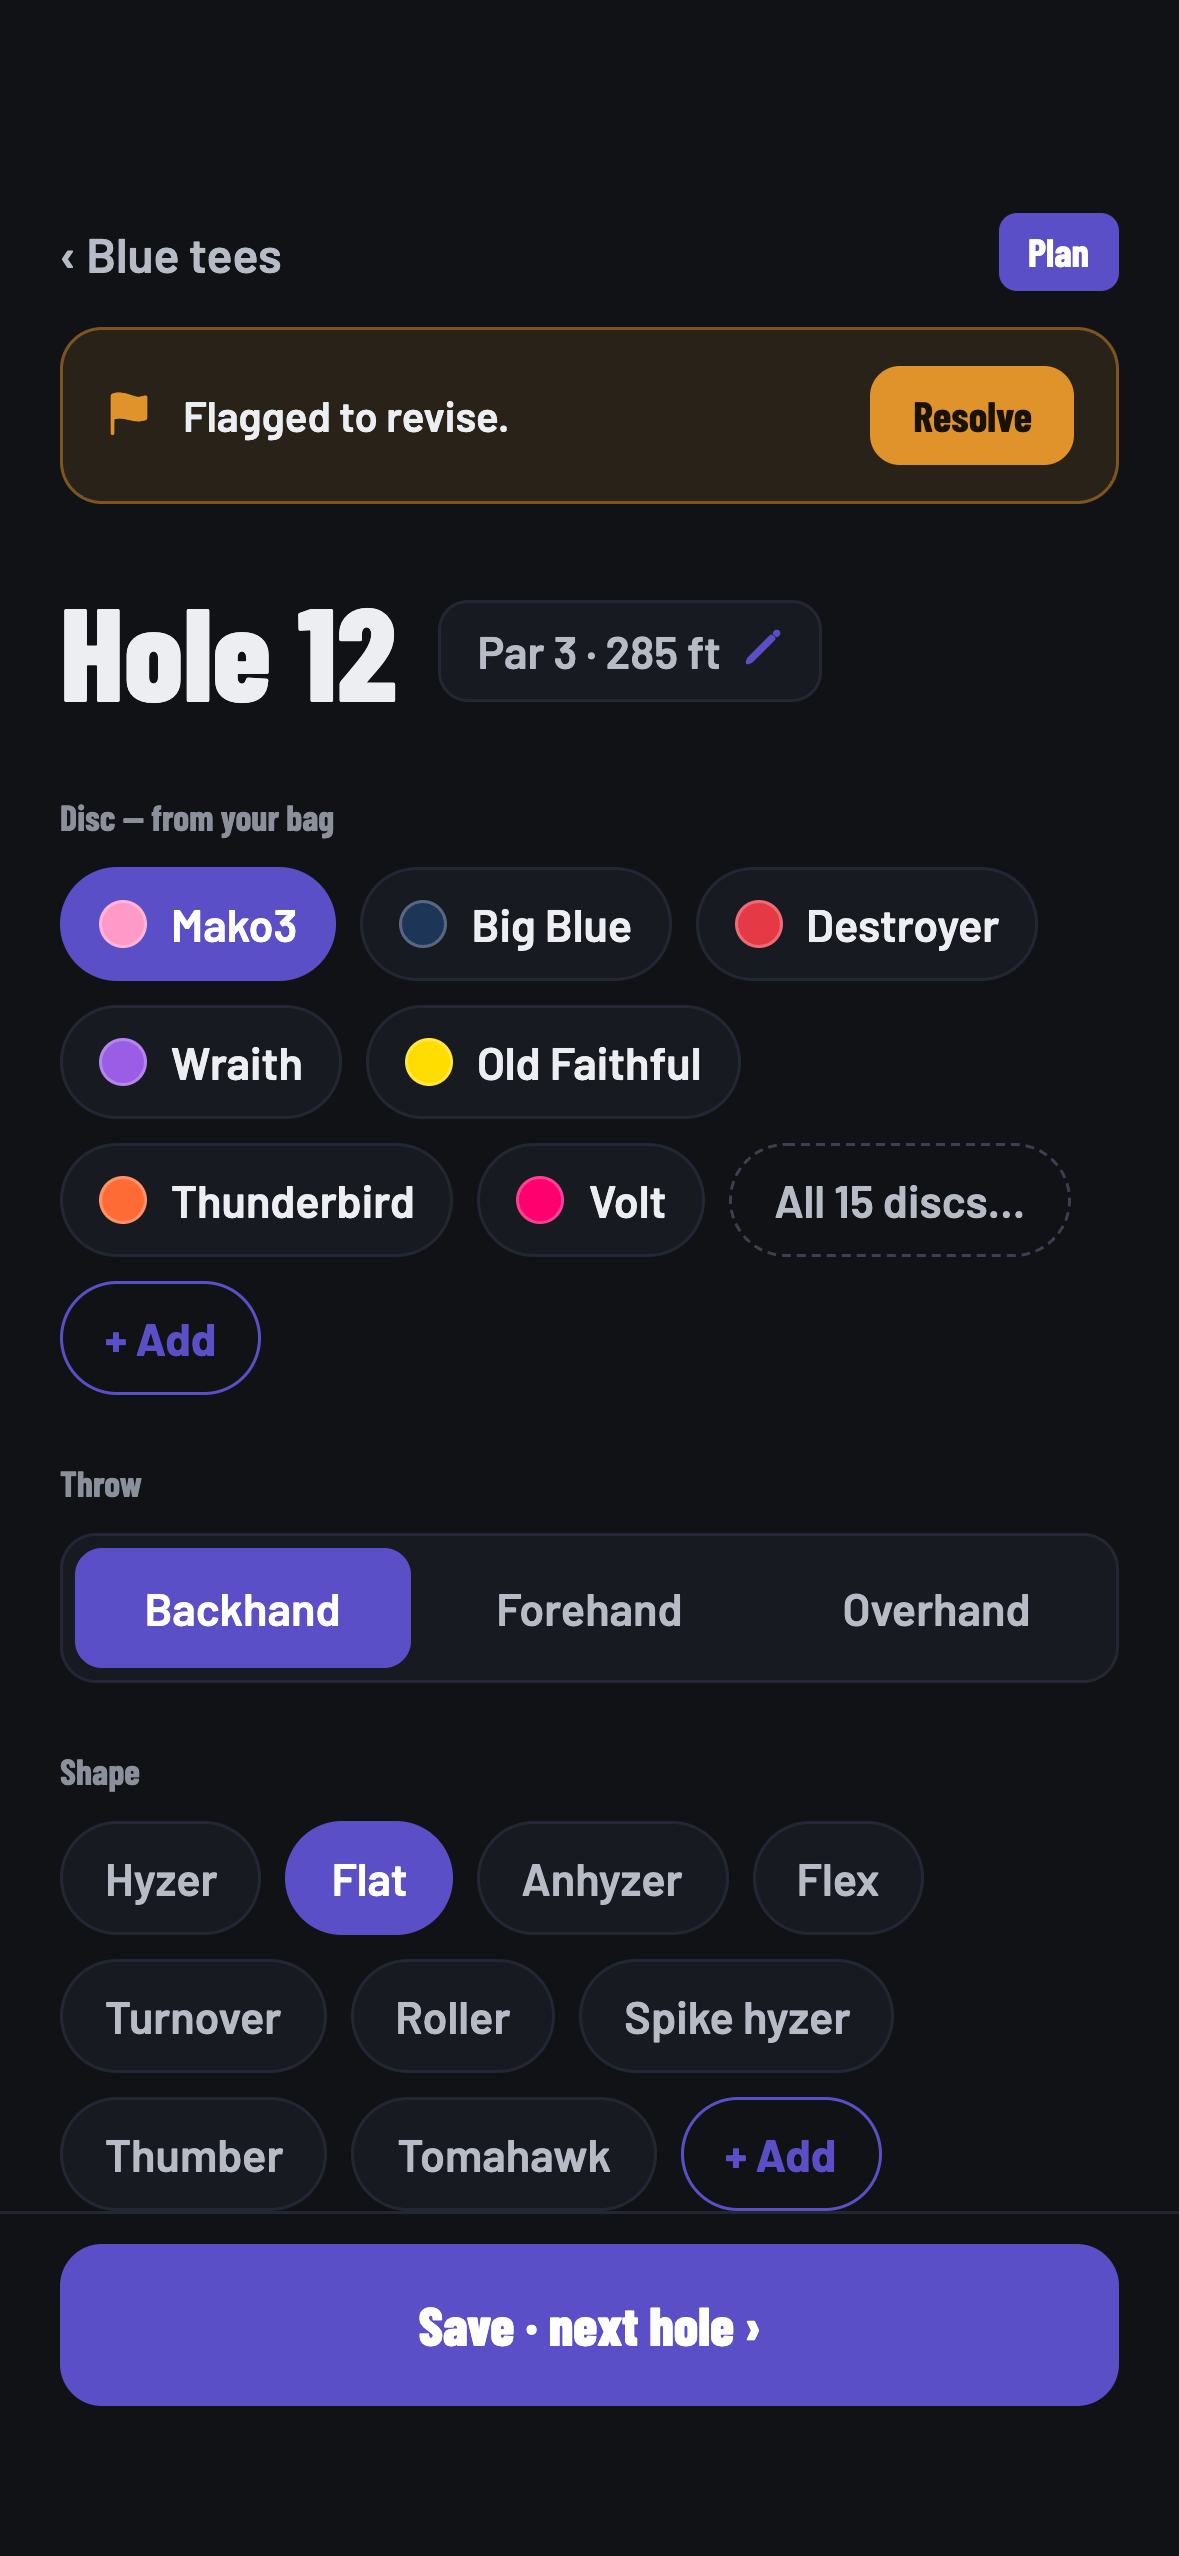 ‹ Blue tees
Plan
Flagged to revise.
Resolve
Hole 12
Par 3 · 285 ft
Disc – from your bag
Mako3
Big Blue
Destroyer
Wraith
Old Faithful
Thunderbird
Volt
All 15 discs...
+ Add
Throw
Backhand
Forehand
Overhand
Shape
Hyzer
Flat
Anhyzer
Flex
Turnover
Roller
Spike hyzer
Thumber
Tomahawk
+ Add
Save · next hole ›